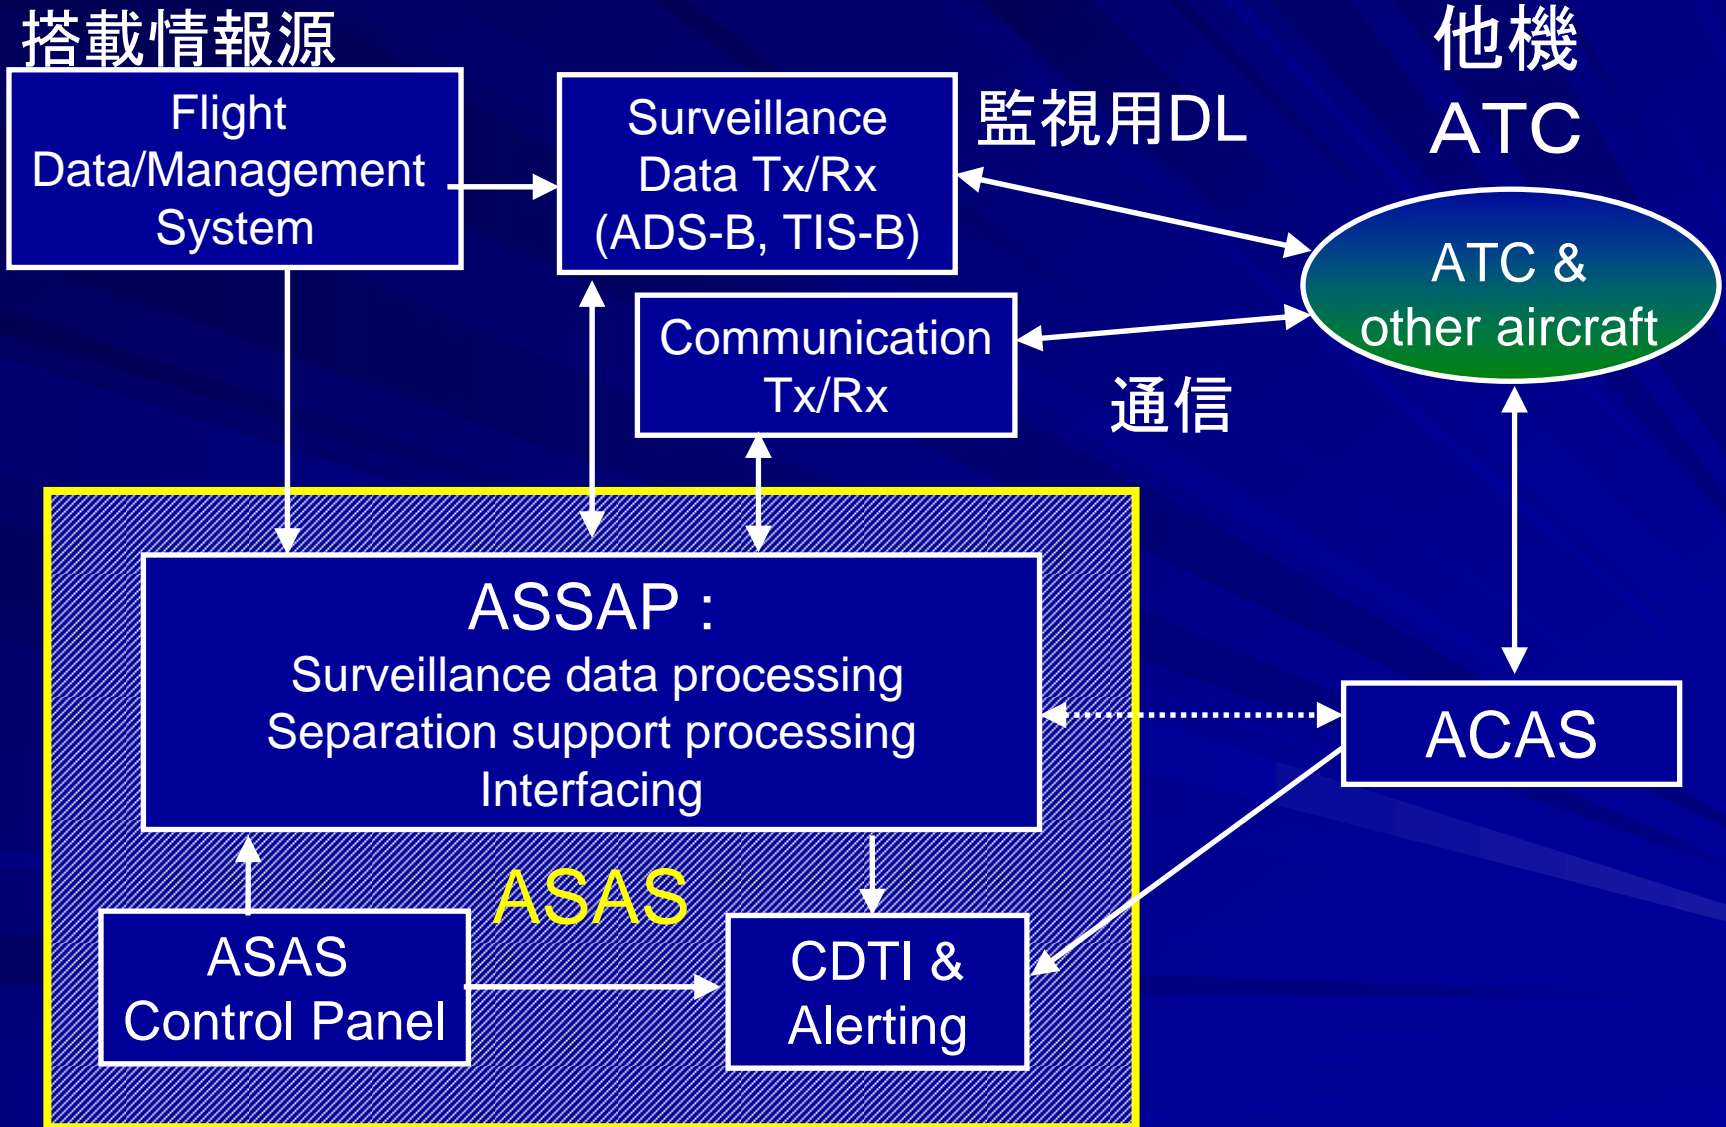 搭載情報源
Flight
Data/Management
System
Surveillance
Data Tx/Rx
(ADS-B, TIS-B)
監視用DL
他機
ATC
ATC &
other aircraft
Communication
Tx/Rx
通信
ASSAP :
Surveillance data processing
Separation support processing
Interfacing
ACAS
ASAS
ASAS
Control Panel
CDTI &
Alerting